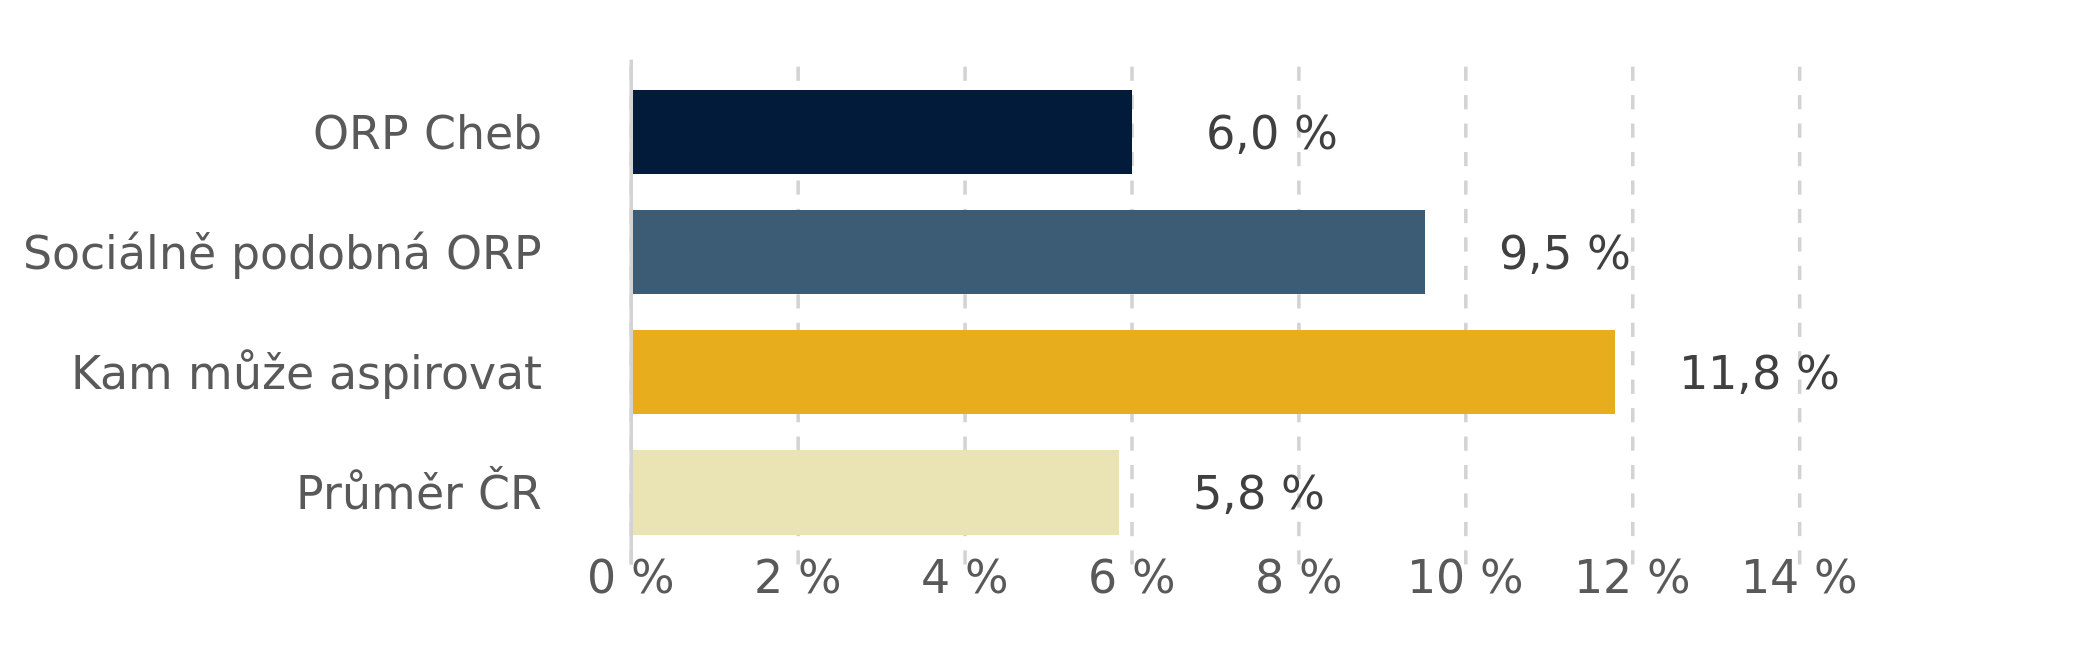 ORP Cheb 6,0 %
Sociálně podobná ORP 9,5 %
Kam může aspirovat 11,8 %
Průměr ČR 5,8 %
0 % 2 % 4 % 6 % 8 % 10 % 12 % 14 %